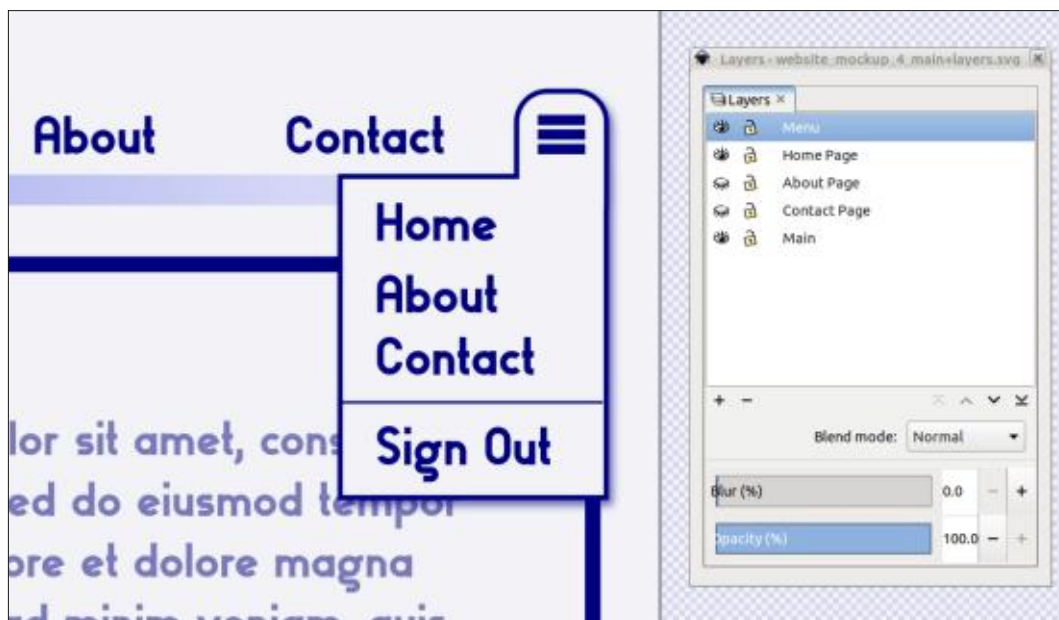 About Contact
Home
About
Contact
Sign Out
lor sit amet, cons
ed do eiusmod tempor
ore et dolore magna
Layers - website_mockup_4_main+layers.svg
Layers
Menu
Home Page
About Page
Contact Page
Main
Blend mode: Normal
Blur (%) 0.0
Opacity (%) 100.0